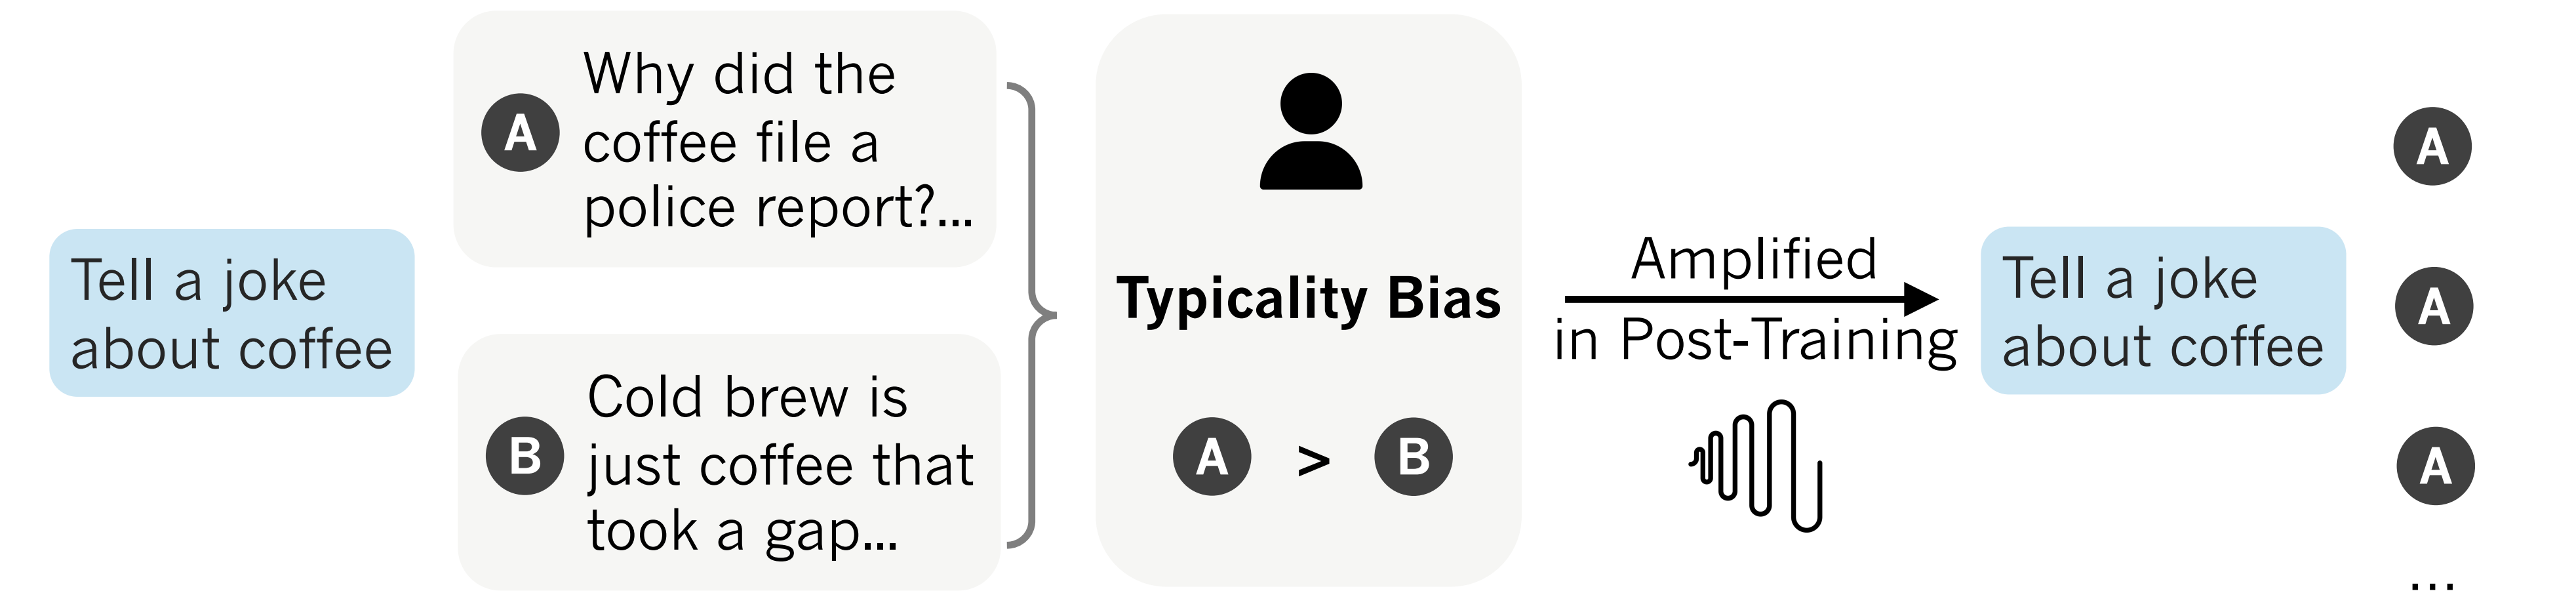 Tell a joke
about coffee
A
Why did the
coffee file a
police report?...
B
Cold brew is
just coffee that
took a gap...
Typicality Bias
A > B
Amplified
in Post-Training
Tell a joke
about coffee
A
A
A
...